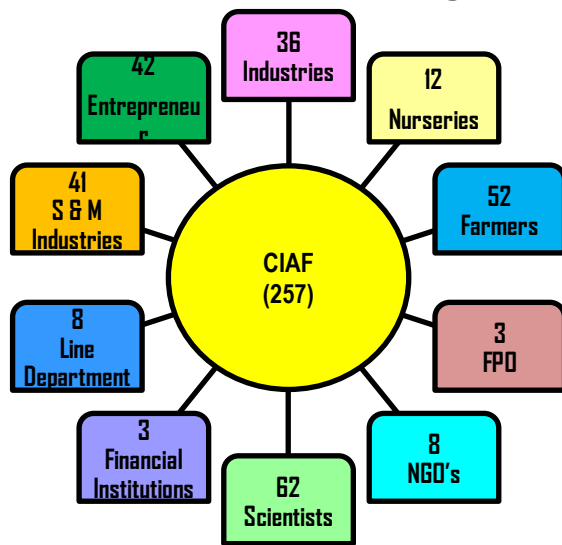 36
Industries
12
Nurseries
52
Farmers
3
FPO
8
NGO's
62
Scientists
3
Financial
Institutions
8
Line
Department
41
S & M
Industries
42
Entrepreneu
r
CIAF
(257)